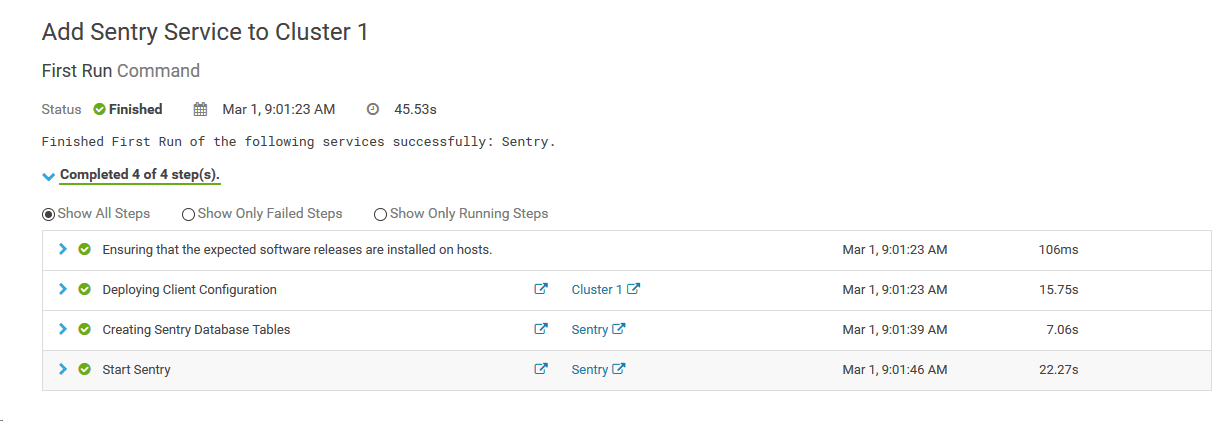 Add Sentry Service to Cluster 1
First Run Command
Status Finished Mar 1, 9:01:23 AM 45.53s
Finished First Run of the following services successfully: Sentry.
Completed 4 of 4 step(s).
Show All Steps Show Only Failed Steps Show Only Running Steps
Ensuring that the expected software releases are installed on hosts. Mar 1, 9:01:23 AM 106ms
Deploying Client Configuration Cluster 1 Mar 1, 9:01:23 AM 15.75s
Creating Sentry Database Tables Sentry Mar 1, 9:01:39 AM 7.06s
Start Sentry Sentry Mar 1, 9:01:46 AM 22.27s